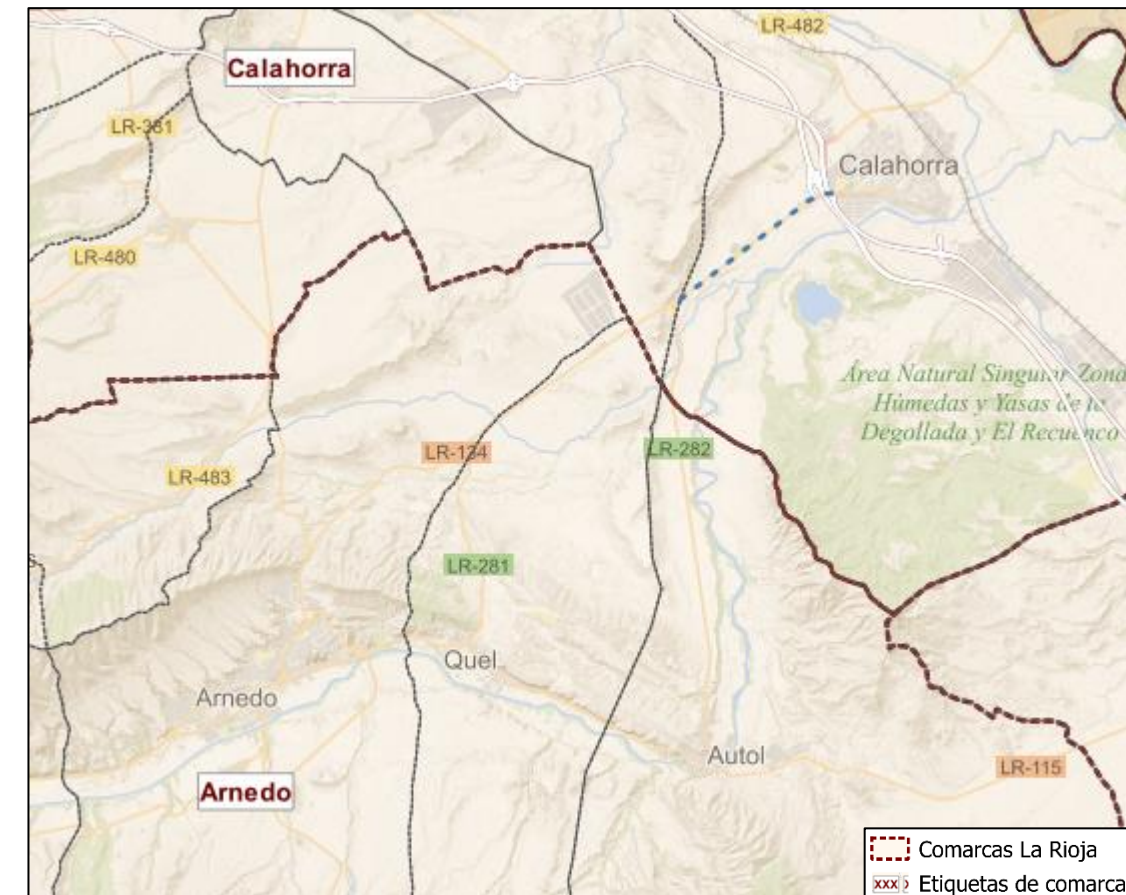 LR-482
Calahorra
LR-381
Calahorra
LR-480
Área Natural Singular Zona
Húmedas y Yasas de la
Degollada y El Recuenco
LR-134
LR-282
LR-483
LR-281
Quel
Arnedo
Autol
LR-115
Arnedo
Comarcas La Rioja
xxx Etiquetas de comarca